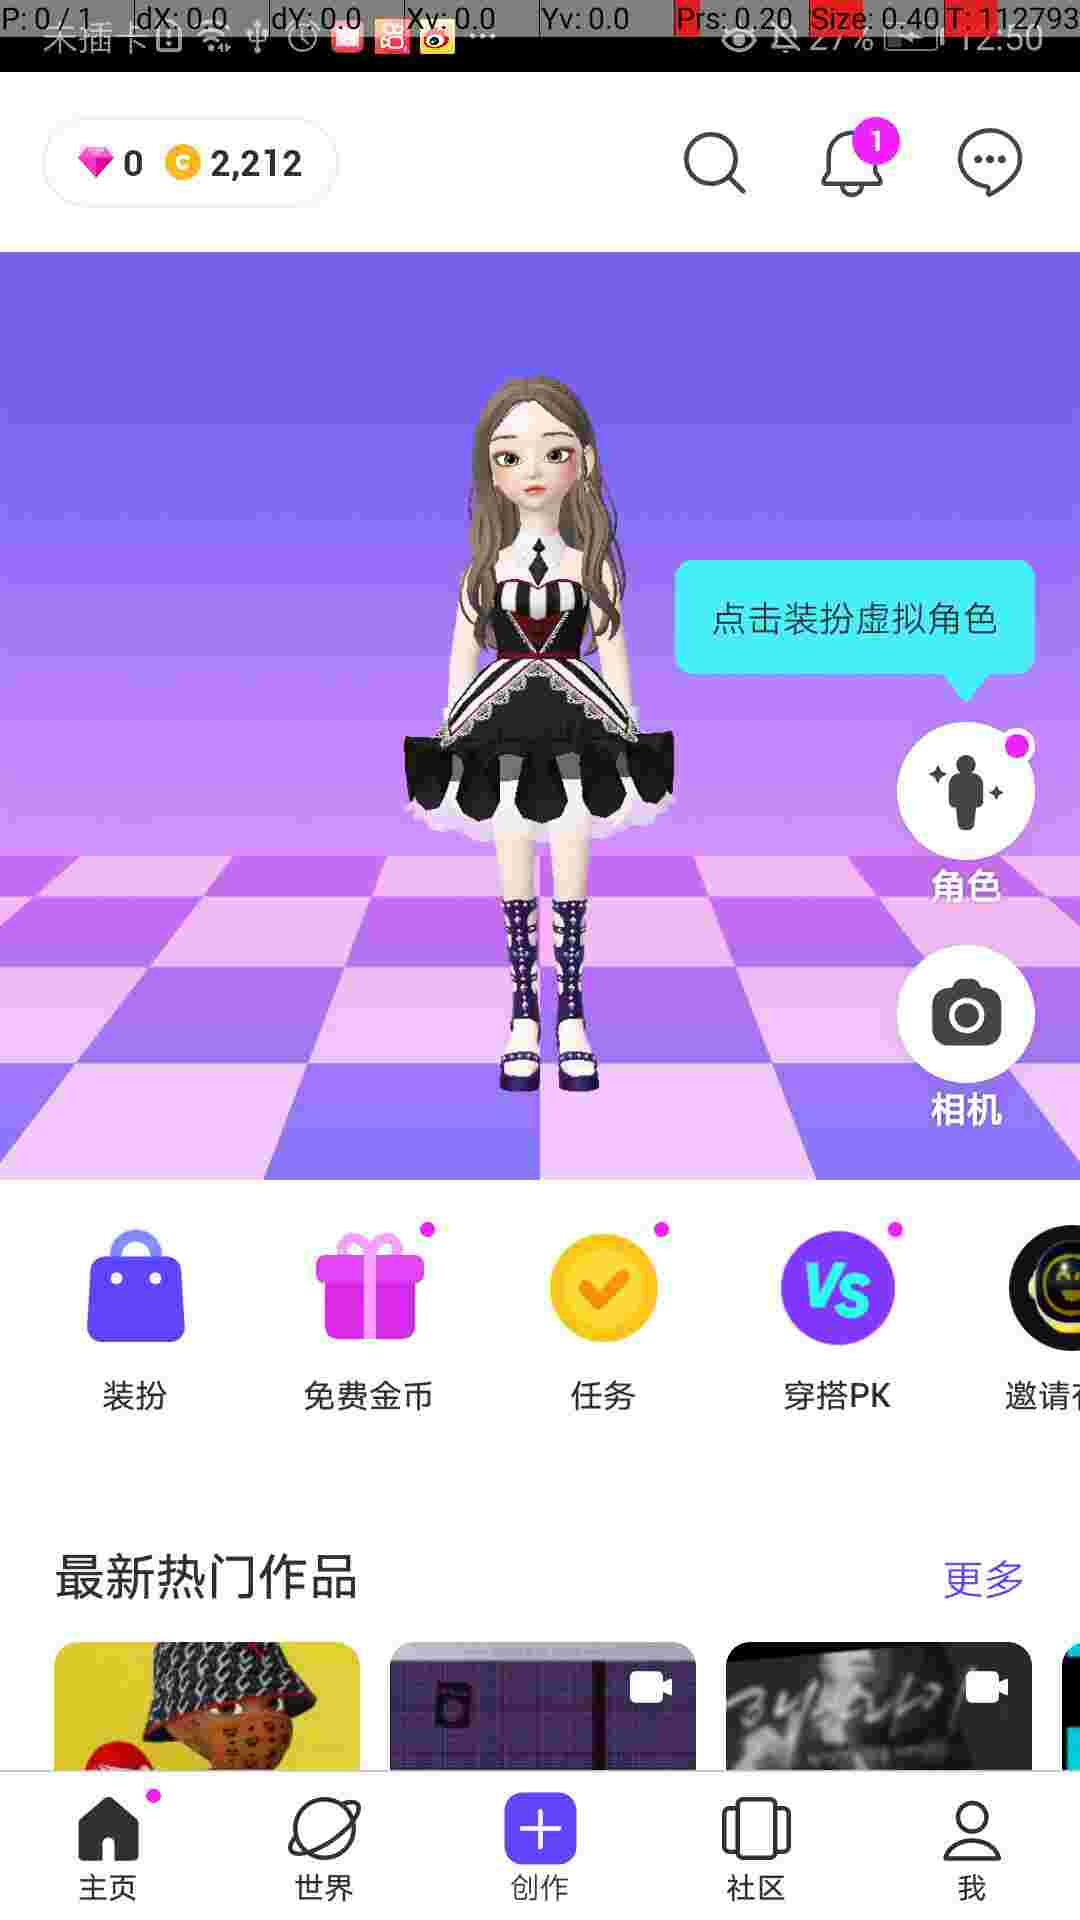 P: 0 / 1 dX: 0.0 dY: 0.0 Xv: 0.0 Yv: 0.0 Prs: 0.20 Size: 0.40 T: 112793
未插卡 27% 12:50
0 C 2,212
1
点击装扮虚拟角色
角色
相机
VS
装扮 免费金币 任务 穿搭PK 邀请
最新热门作品 更多
主页 世界 创作 社区 我